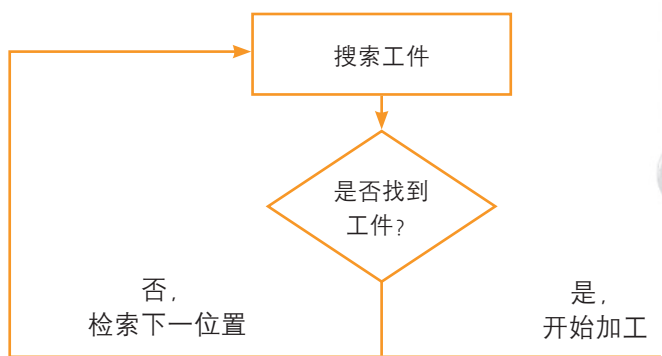 搜索工件
是否找到
工件?
否,
检索下一位置
是,
开始加工